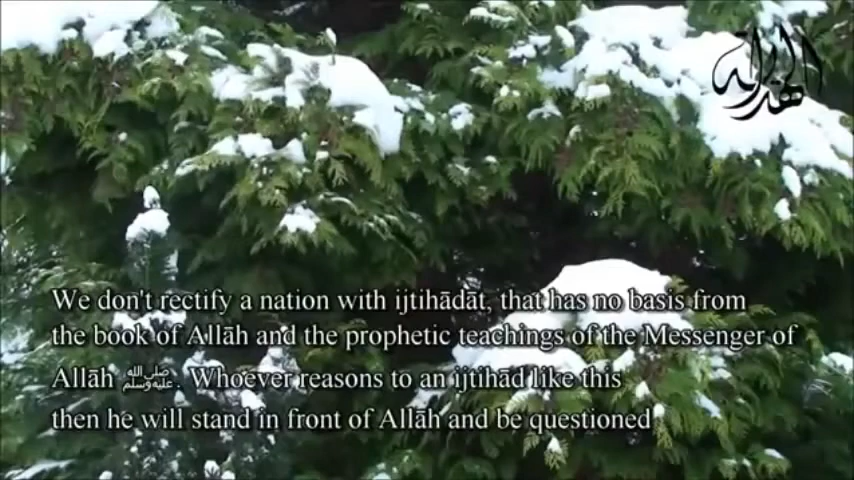 الهداية
We don't rectify a nation with ijtihādāt, that has no basis from
the book of Allāh and the prophetic teachings of the Messenger of
Allāh ﷺ. Whoever reasons to an ijtihād like this
then he will stand in front of Allāh and be questioned